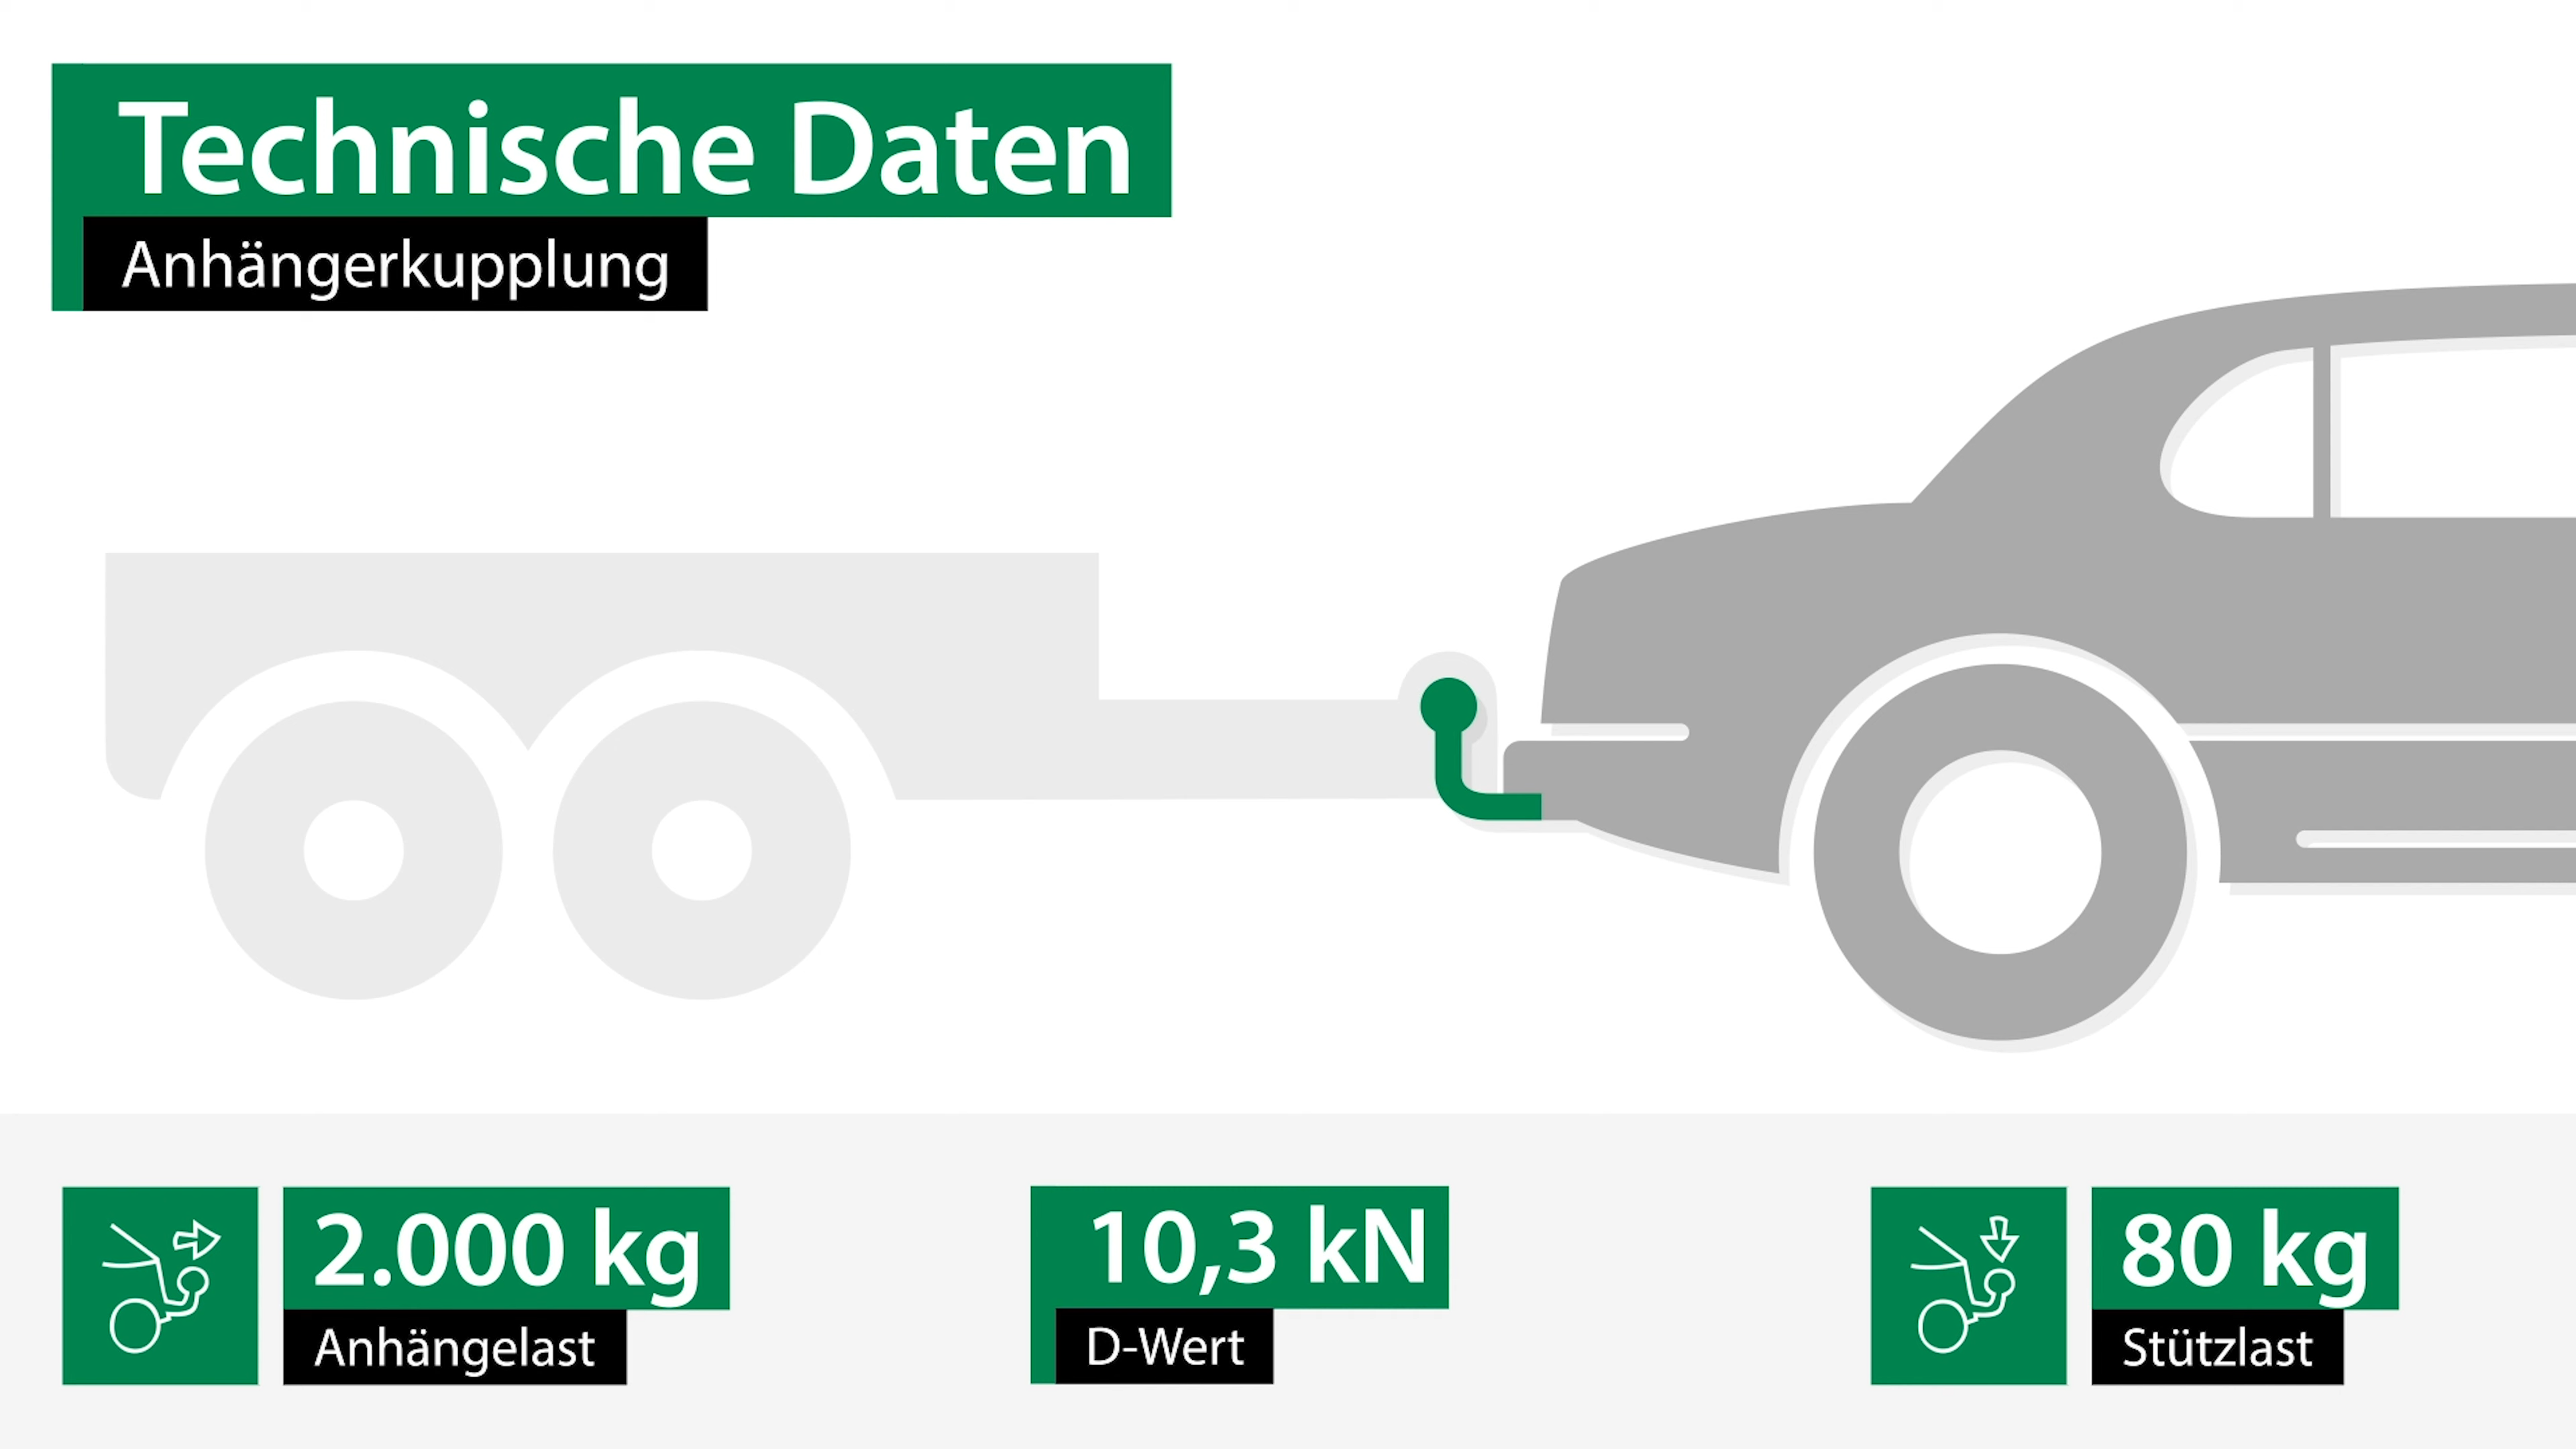 Technische Daten
Anhängerkupplung
2.000 kg
Anhängelast
10,3 kN
D-Wert
80 kg
Stützlast